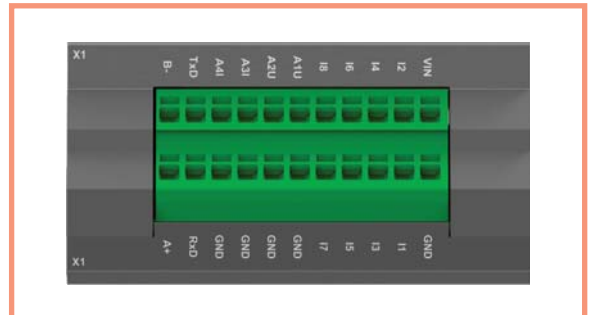 X1 B- TxD A4I A3I A2U A1U I8 I6 I4 I2 VIN
A+ RxD GND GND GND GND I7 I5 I3 I1 GND
X1